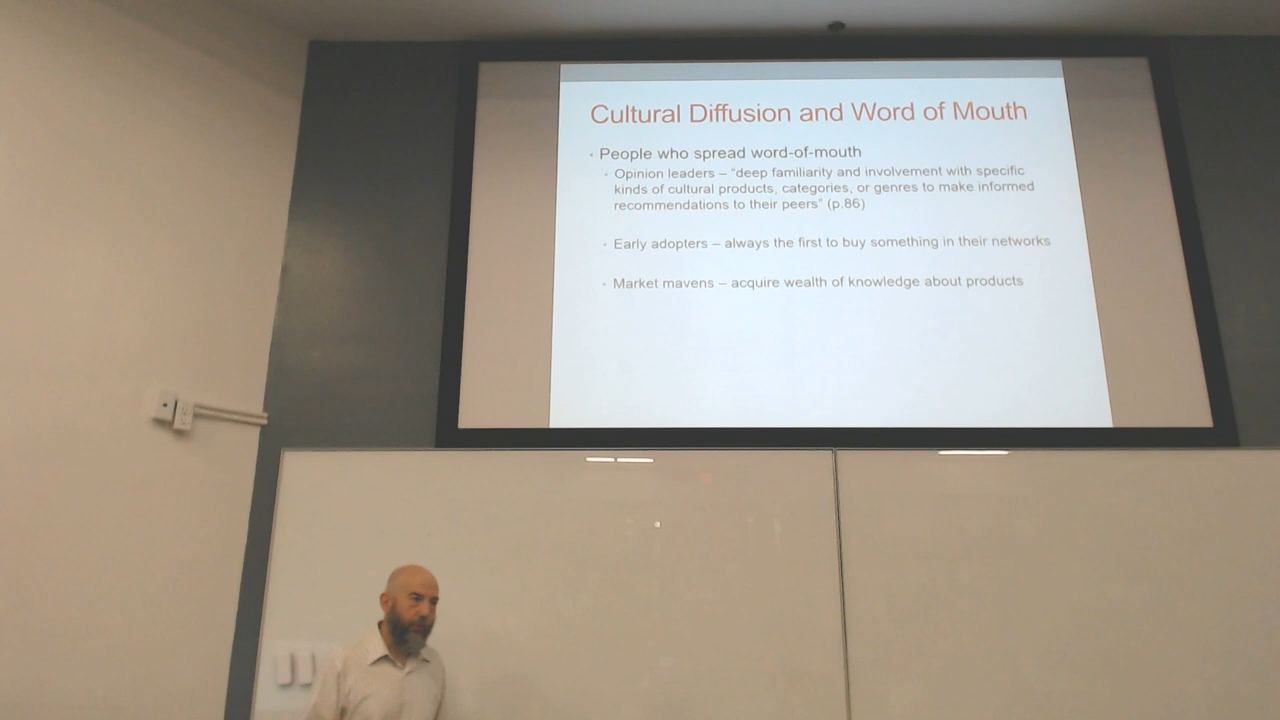 Cultural Diffusion and Word of Mouth
• People who spread word-of-mouth
• Opinion leaders – “deep familiarity and involvement with specific
kinds of cultural products, categories, or genres to make informed
recommendations to their peers” (p.86)
• Early adopters – always the first to buy something in their networks
• Market mavens – acquire wealth of knowledge about products